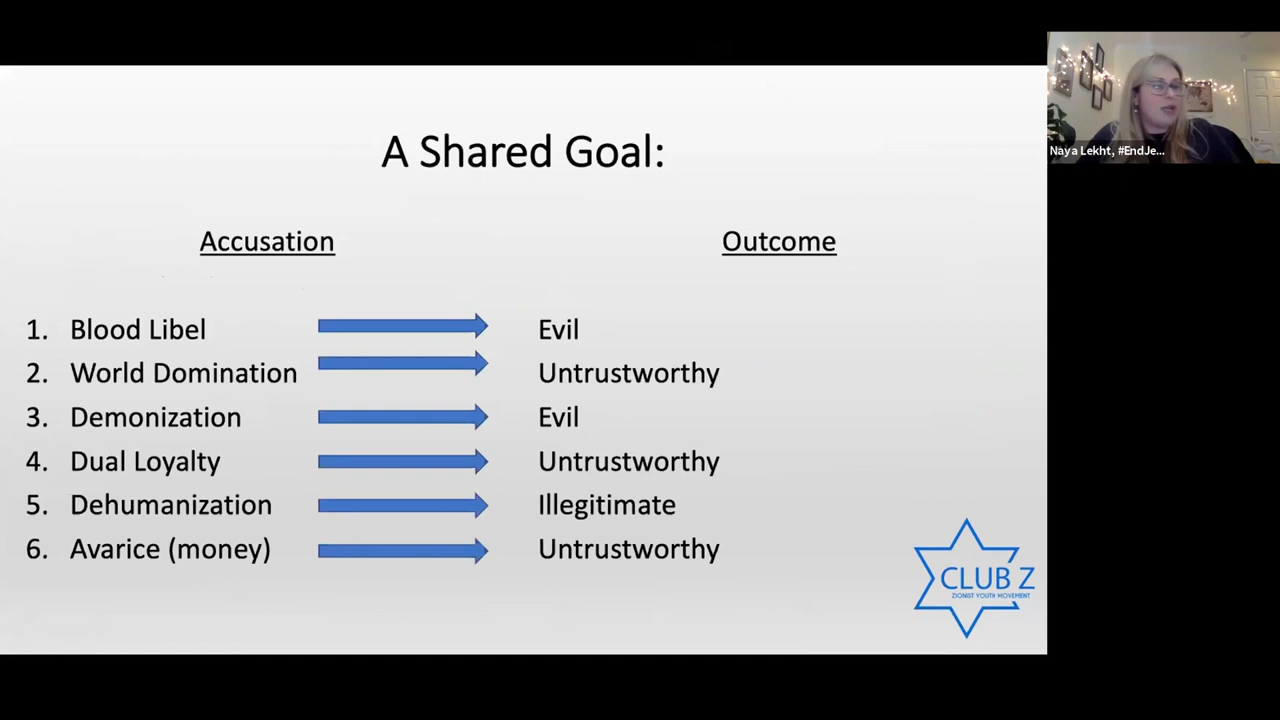 A Shared Goal:
Accusation
Outcome
1. Blood Libel
Evil
2. World Domination
Untrustworthy
3. Demonization
Evil
4. Dual Loyalty
Untrustworthy
5. Dehumanization
Illegitimate
6. Avarice (money)
Untrustworthy
CLUB Z
ZIONIST YOUTH MOVEMENT
Naya Lekht, #EndJe...